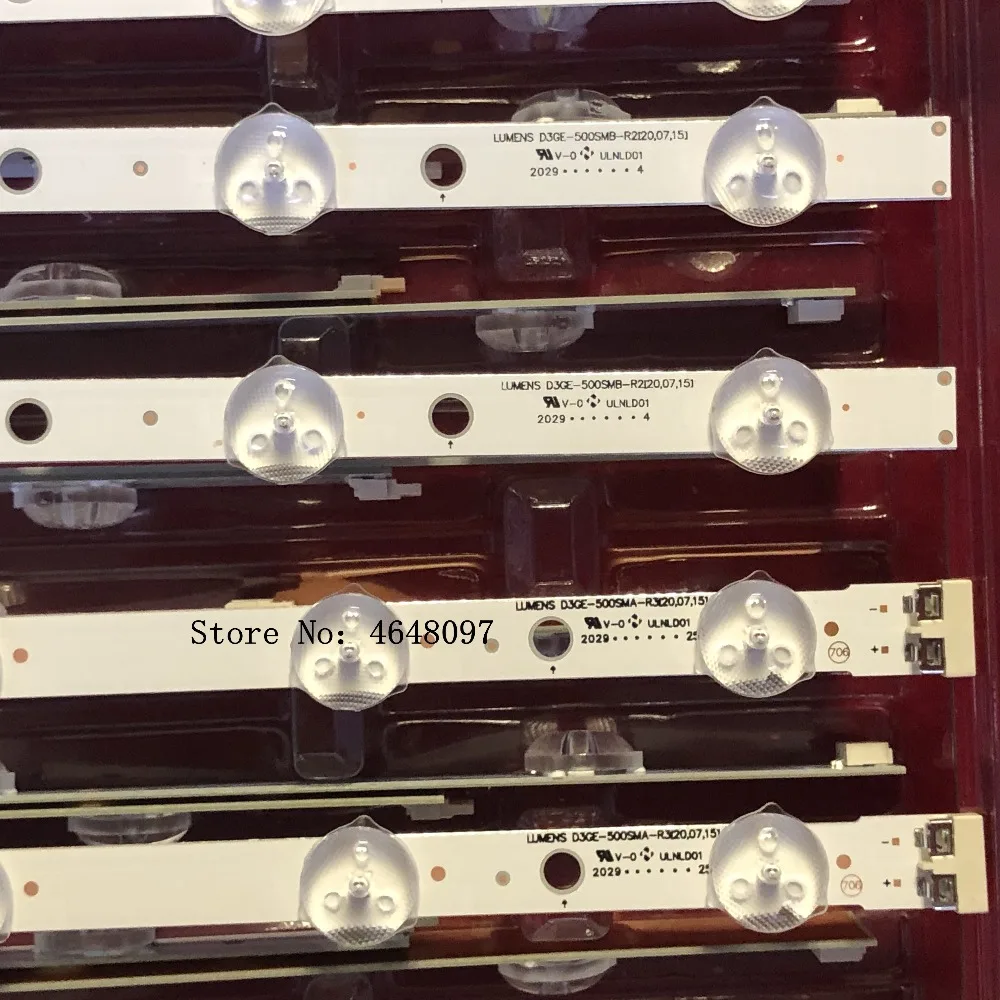 LUMENS D3GE-500SMB-R2[20,07,15]
V-0 ULNLD01
2029 · · · · · · 4
LUMENS D3GE-500SMB-R2[20,07,15]
V-0 ULNLD01
2029 · · · · · · 4
LUMENS D3GE-500SMA-R3[20,07,15]
V-0 ULNLD01
2029 · · · · · · 25
706
- 
+
Store No: 4648097
LUMENS D3GE-500SMA-R3[20,07,15]
V-0 ULNLD01
2029 · · · · · · 25
706
-
+